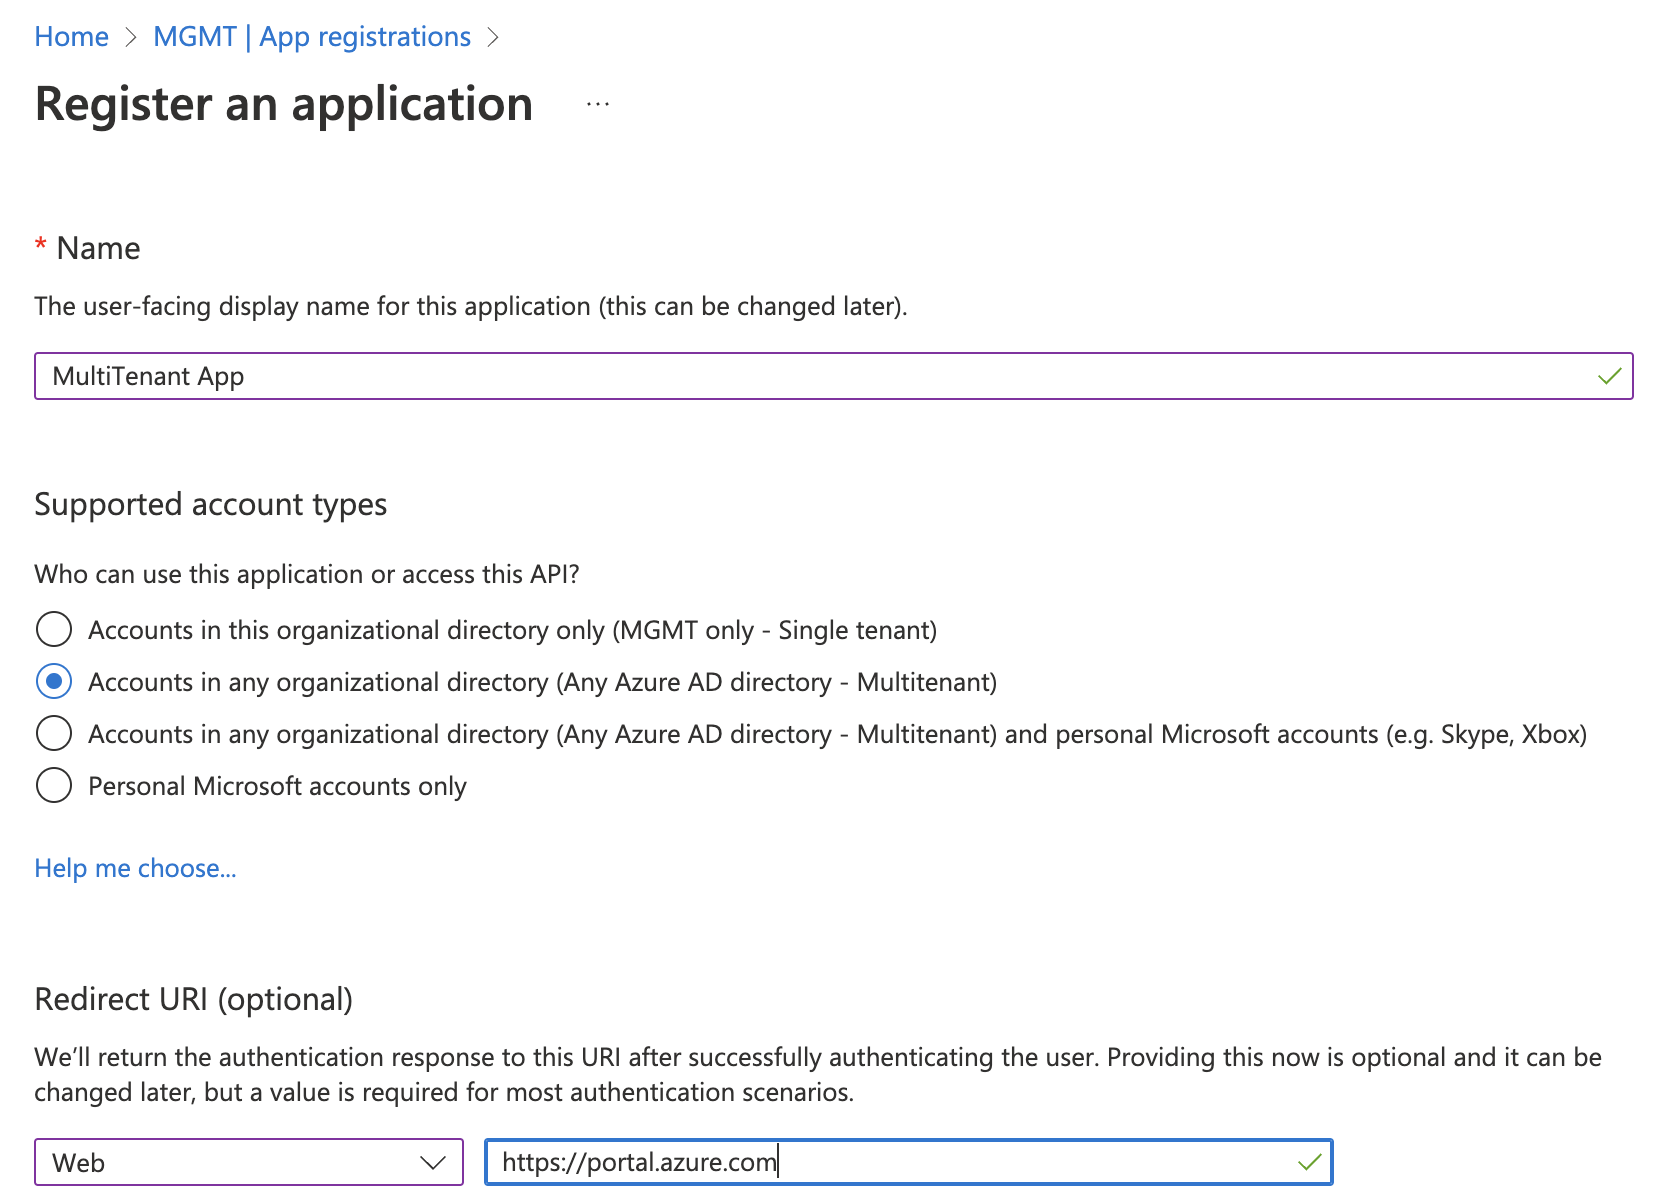 Home > MGMT | App registrations >
Register an application ...
* Name
The user-facing display name for this application (this can be changed later).
MultiTenant App
Supported account types
Who can use this application or access this API?
Accounts in this organizational directory only (MGMT only - Single tenant)
Accounts in any organizational directory (Any Azure AD directory - Multitenant)
Accounts in any organizational directory (Any Azure AD directory - Multitenant) and personal Microsoft accounts (e.g. Skype, Xbox)
Personal Microsoft accounts only
Help me choose...
Redirect URI (optional)
We’ll return the authentication response to this URI after successfully authenticating the user. Providing this now is optional and it can be
changed later, but a value is required for most authentication scenarios.
Web https://portal.azure.com